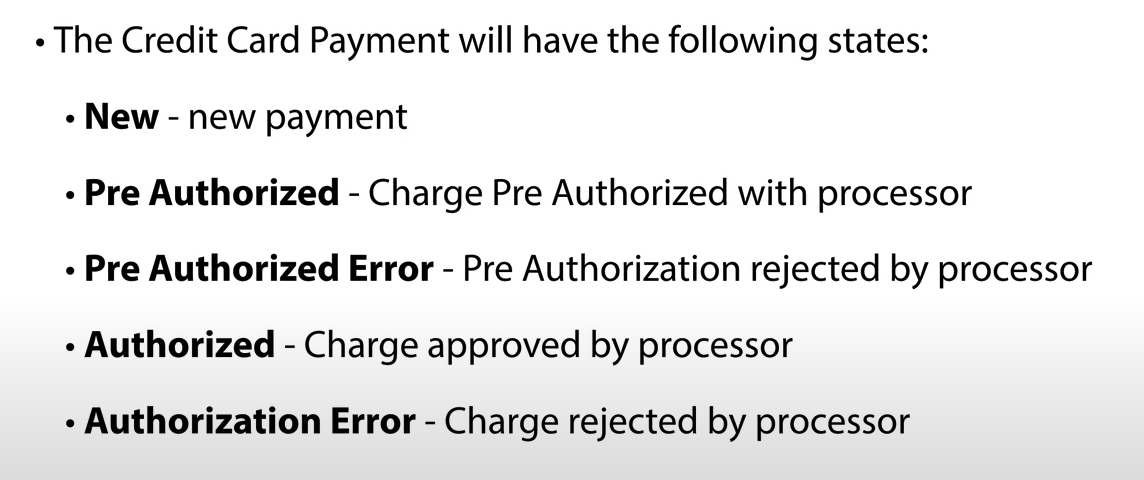 • The Credit Card Payment will have the following states:
• New - new payment
• Pre Authorized - Charge Pre Authorized with processor
• Pre Authorized Error - Pre Authorization rejected by processor
• Authorized - Charge approved by processor
• Authorization Error - Charge rejected by processor